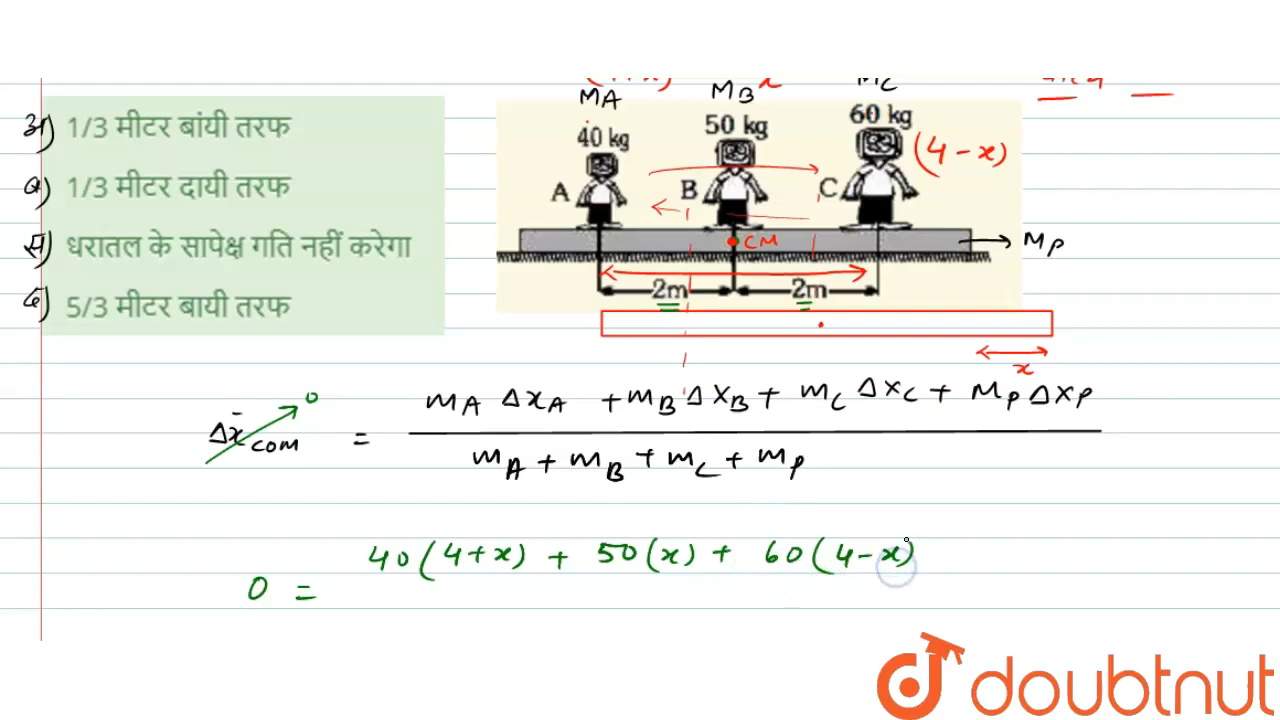 MA MB x MC
अ) 1/3 मीटर बांयी तरफ
40 kg 50 kg 60 kg (4-x)
ब) 1/3 मीटर दायी तरफ
A B C
स) धरातल के सापेक्ष गति नहीं करेगा
CM MP
2m 2m
द) 5/3 मीटर बायी तरफ
x
Δx̄com 0 = mA ΔxA + mB ΔxB + mC ΔxC + MP ΔxP
mA + mB + mC + mP
0 = 40(4+x) + 50(x) + 60(4-x)
doubtnut